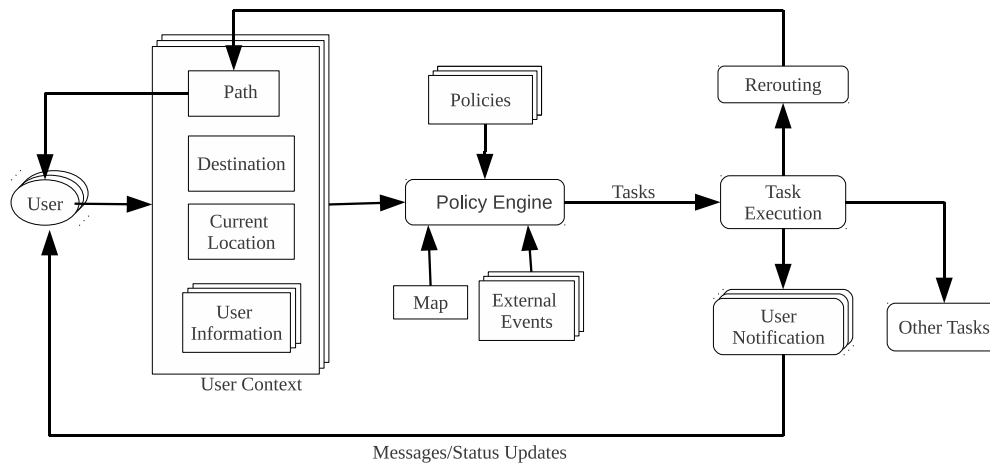 Path
Destination
Current
Location
User
Information
User Context
User
Policies
Policy Engine
Map
External
Events
Tasks
Rerouting
Task
Execution
User
Notification
Other Tasks
Messages/Status Updates